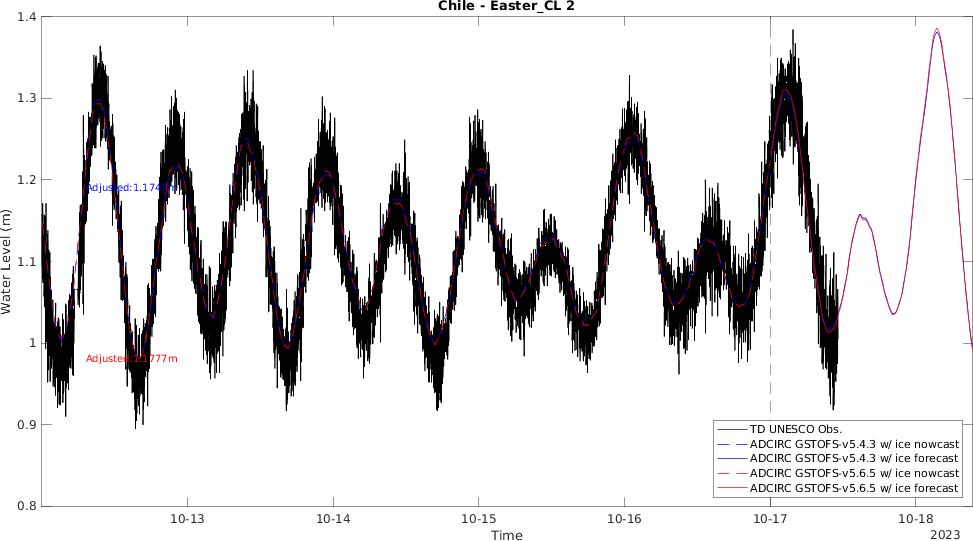 Chile - Easter_CL 2
1.4
1.3
1.2
1.1
1
0.9
0.8
Water Level (m)
Adjusted:1.174
Adjusted:1.1777m
TD UNESCO Obs.
ADCIRC GSTOFS-v5.4.3 w/ ice nowcast
ADCIRC GSTOFS-v5.4.3 w/ ice forecast
ADCIRC GSTOFS-v5.6.5 w/ ice nowcast
ADCIRC GSTOFS-v5.6.5 w/ ice forecast
10-13
10-14
10-15
10-16
10-17
10-18
Time
2023